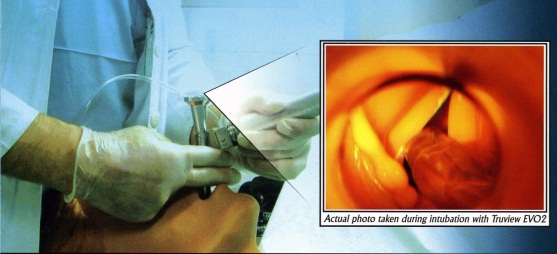 Actual photo taken during intubation with Truview EVO2